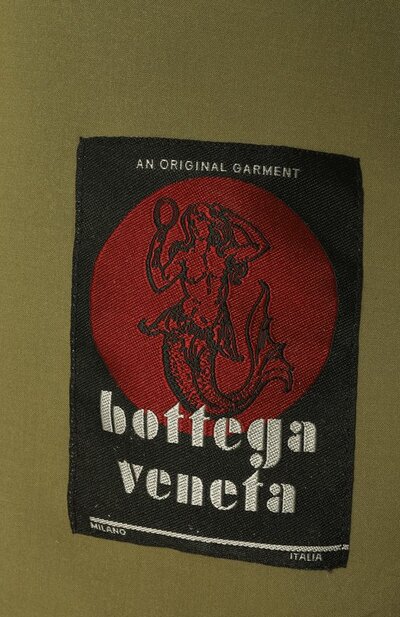 AN ORIGINAL GARMENT
bottega
veneta
MILANO
ITALIA